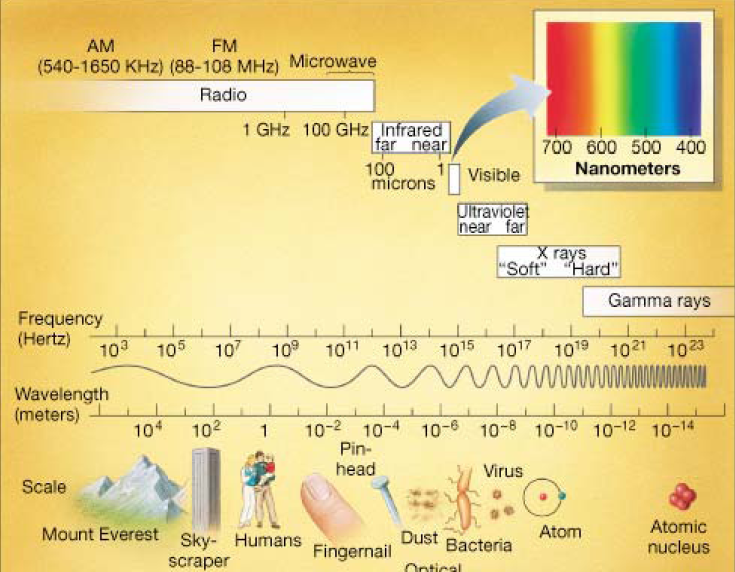 AM
(540-1650 KHz)
FM
(88-108 MHz)
Microwave
Radio
1 GHz
100 GHz
Infrared
far near
100
microns
1
Visible
700 600 500 400
Nanometers
Ultraviolet
near far
X rays
“Soft” “Hard”
Gamma rays
Frequency
(Hertz)
10³ 10⁵ 10⁷ 10⁹ 10¹¹ 10¹³ 10¹⁵ 10¹⁷ 10¹⁹ 10²¹ 10²³
Wavelength
(meters)
10⁴ 10² 1 10⁻² 10⁻⁴ 10⁻⁶ 10⁻⁸ 10⁻¹⁰ 10⁻¹² 10⁻¹⁴
Scale
Mount Everest
Sky-
scraper
Humans
Fingernail
Pin-
head
Dust
Bacteria
Virus
Atom
Atomic
nucleus
Optical